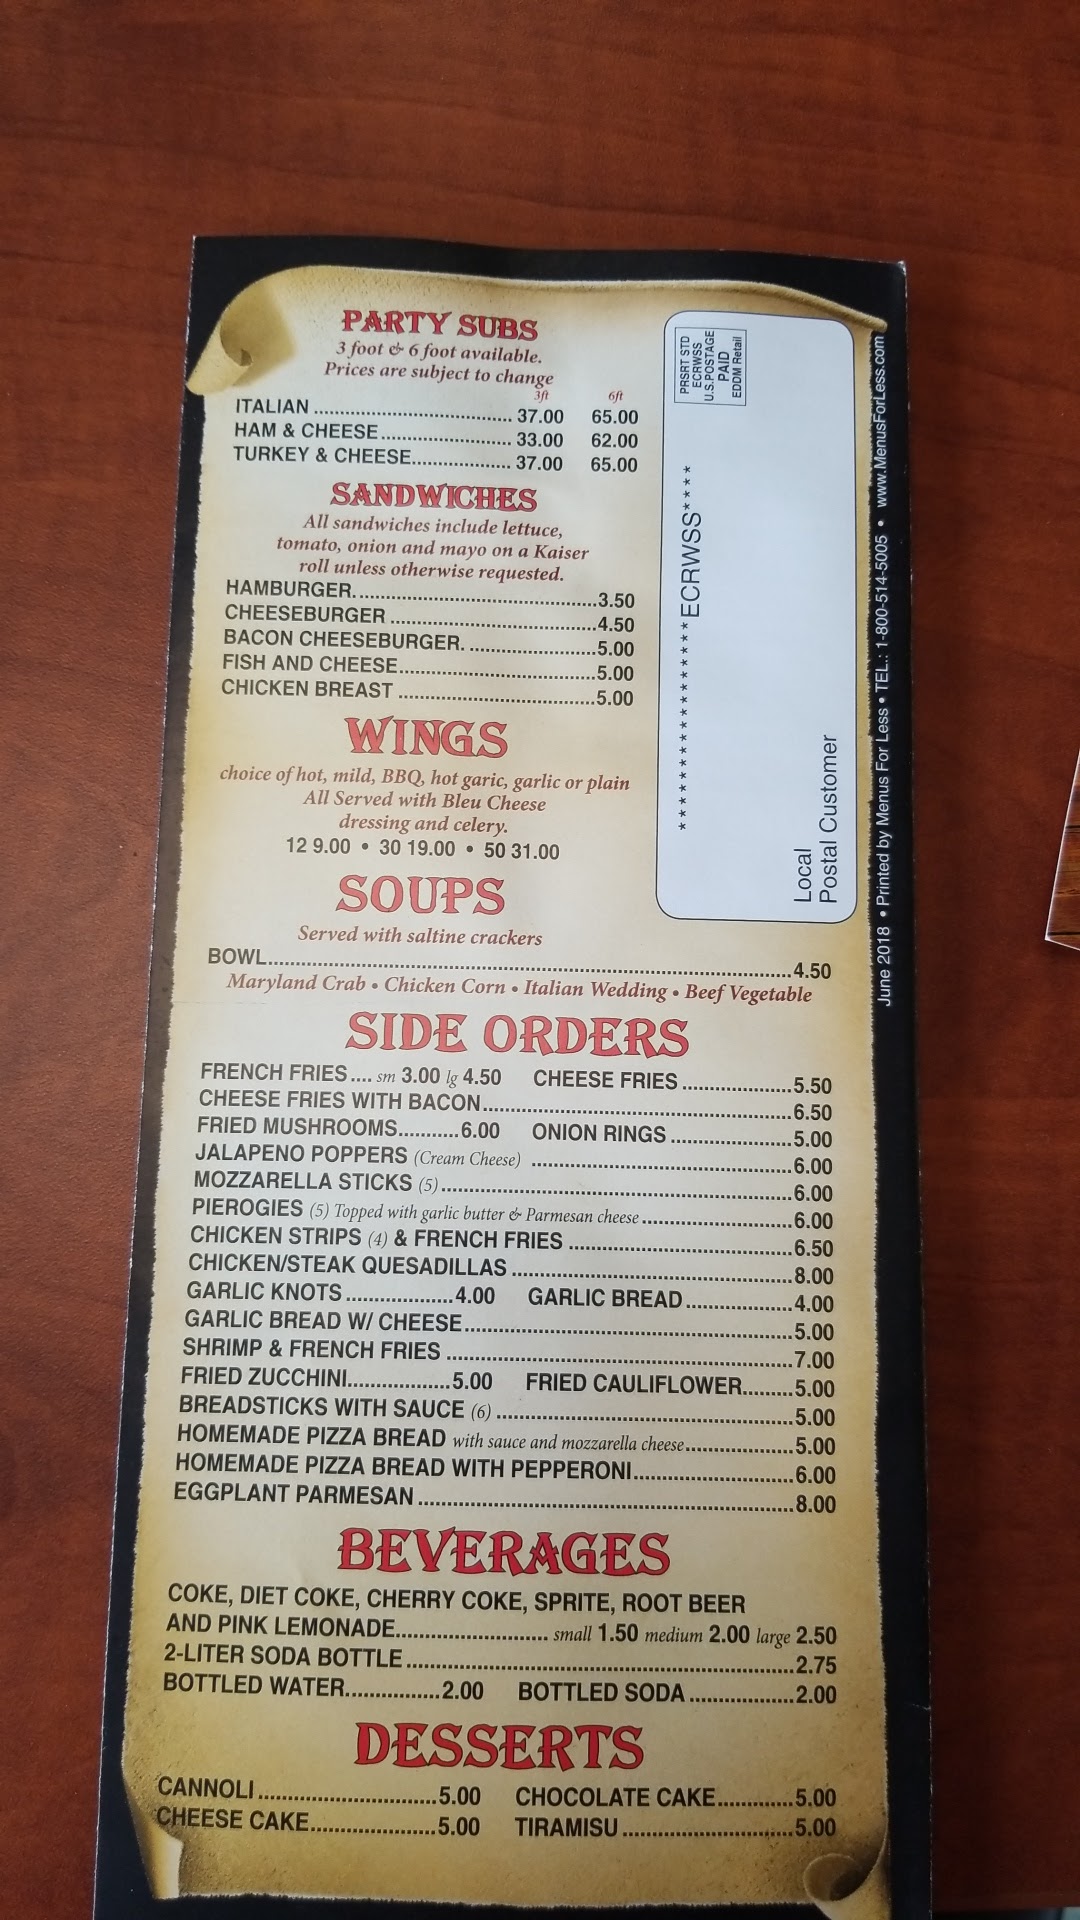 PARTY SUBS
3 foot & 6 foot available.
Prices are subject to change
3ft 6ft
ITALIAN ........ 37.00 65.00
HAM & CHEESE ........ 33.00 62.00
TURKEY & CHEESE ........ 37.00 65.00
SANDWICHES
All sandwiches include lettuce,
tomato, onion and mayo on a Kaiser
roll unless otherwise requested.
HAMBURGER ........ 3.50
CHEESEBURGER ........ 4.50
BACON CHEESEBURGER. ........ 5.00
FISH AND CHEESE ........ 5.00
CHICKEN BREAST ........ 5.00
WINGS
choice of hot, mild, BBQ, hot garic, garlic or plain
All Served with Bleu Cheese
dressing and celery.
12 9.00 • 30 19.00 • 50 31.00
SOUPS
Served with saltine crackers
BOWL ........ 4.50
Maryland Crab • Chicken Corn • Italian Wedding • Beef Vegetable
SIDE ORDERS
FRENCH FRIES .... sm 3.00 lg 4.50 CHEESE FRIES ........ 5.50
CHEESE FRIES WITH BACON ........ 6.50
FRIED MUSHROOMS ........ 6.00 ONION RINGS ........ 5.00
JALAPENO POPPERS (Cream Cheese) ........ 6.00
MOZZARELLA STICKS (5) ........ 6.00
PIEROGIES (5) Topped with garlic butter & Parmesan cheese ........ 6.00
CHICKEN STRIPS (4) & FRENCH FRIES ........ 6.50
CHICKEN/STEAK QUESADILLAS ........ 8.00
GARLIC KNOTS ........ 4.00 GARLIC BREAD ........ 4.00
GARLIC BREAD W/ CHEESE ........ 5.00
SHRIMP & FRENCH FRIES ........ 7.00
FRIED ZUCCHINI ........ 5.00 FRIED CAULIFLOWER ........ 5.00
BREADSTICKS WITH SAUCE (6) ........ 5.00
HOMEMADE PIZZA BREAD with sauce and mozzarella cheese ........ 5.00
HOMEMADE PIZZA BREAD WITH PEPPERONI ........ 6.00
EGGPLANT PARMESAN ........ 8.00
BEVERAGES
COKE, DIET COKE, CHERRY COKE, SPRITE, ROOT BEER
AND PINK LEMONADE ........ small 1.50 medium 2.00 large 2.50
2-LITER SODA BOTTLE ........ 2.75
BOTTLED WATER ........ 2.00 BOTTLED SODA ........ 2.00
DESSERTS
CANNOLI ........ 5.00 CHOCOLATE CAKE ........ 5.00
CHEESE CAKE ........ 5.00 TIRAMISU ........ 5.00
PRSRT STD
ECRWSS
U.S.POSTAGE
PAID
EDDM Retail
********************ECRWSS****
Local
Postal Customer
June 2018 • Printed by Menus For Less • TEL.: 1-800-514-5005 • www.MenusForLess.com